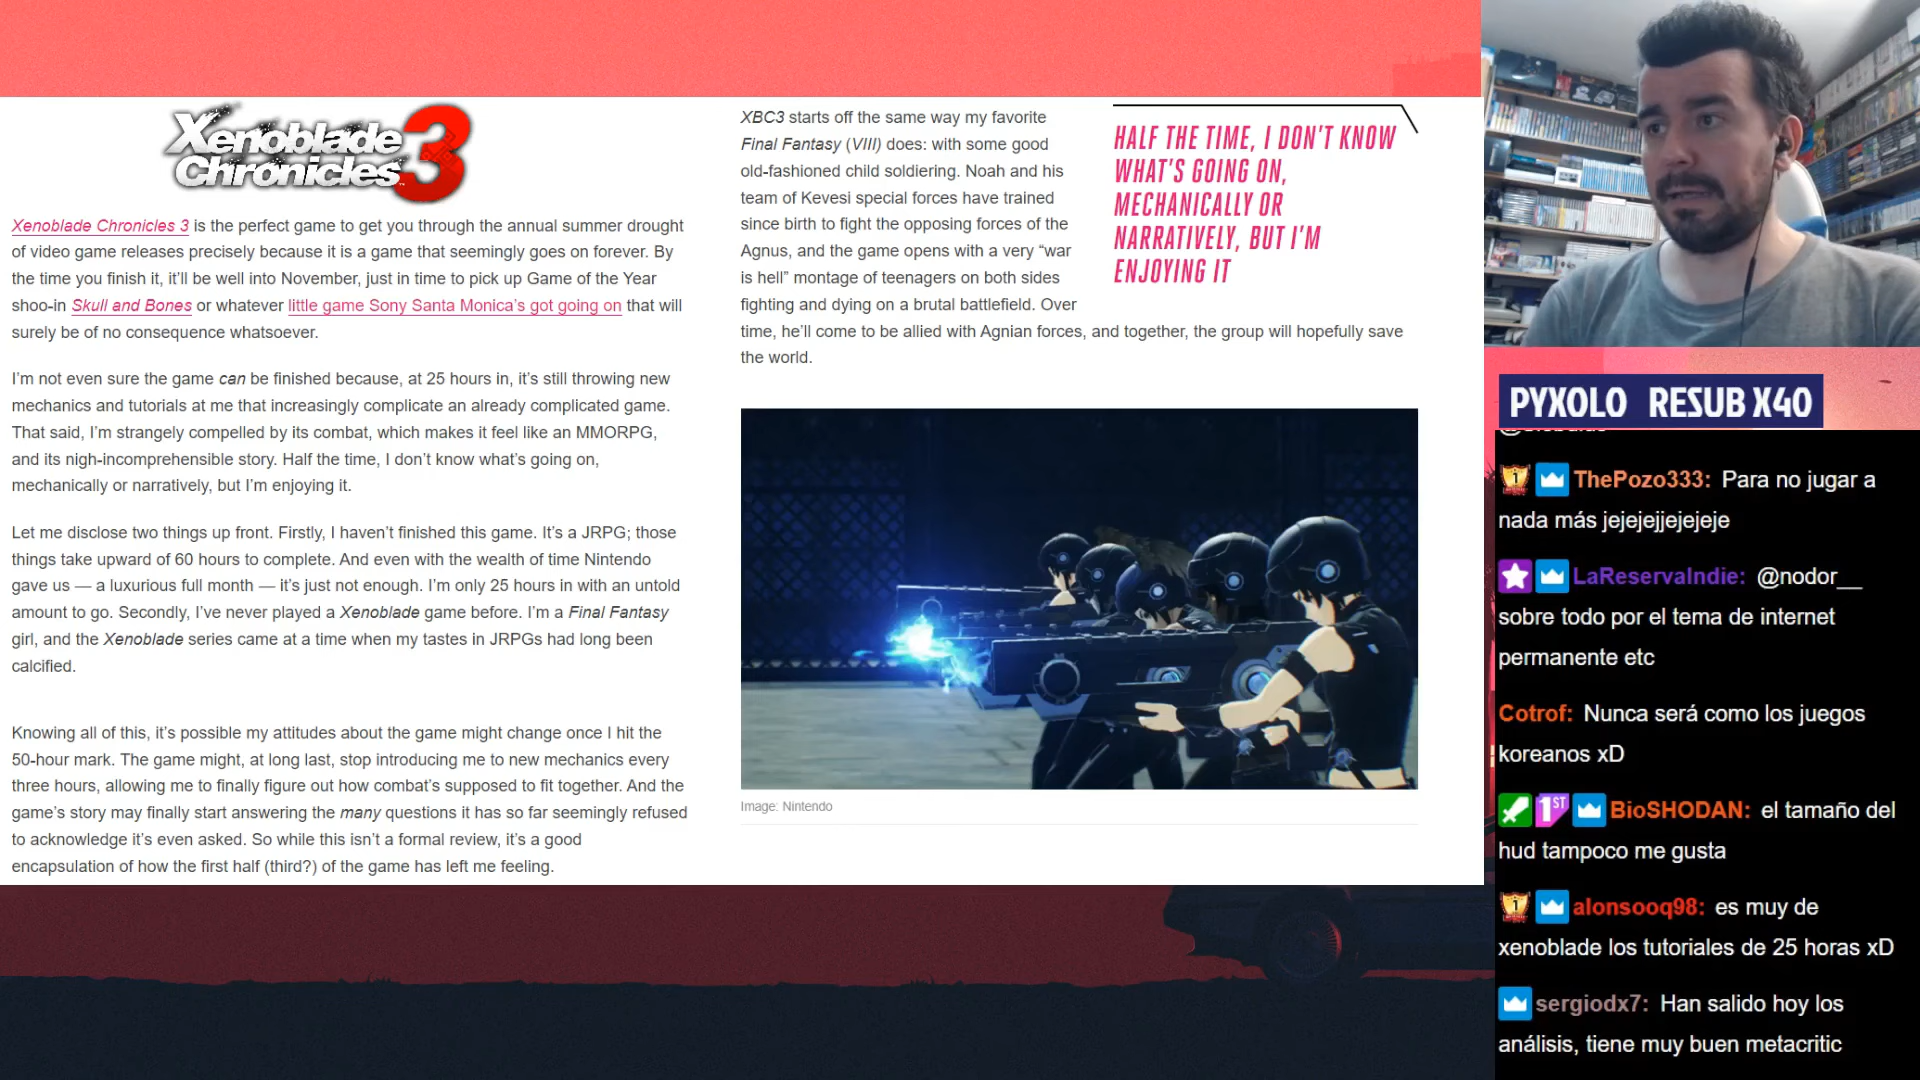 Xenoblade
Chronicles 3
Xenoblade Chronicles 3 is the perfect game to get you through the annual summer drought
of video game releases precisely because it is a game that seemingly goes on forever. By
the time you finish it, it’ll be well into November, just in time to pick up Game of the Year
shoo-in Skull and Bones or whatever little game Sony Santa Monica’s got going on that will
surely be of no consequence whatsoever.
I’m not even sure the game can be finished because, at 25 hours in, it’s still throwing new
mechanics and tutorials at me that increasingly complicate an already complicated game.
That said, I’m strangely compelled by its combat, which makes it feel like an MMORPG,
and its nigh-incomprehensible story. Half the time, I don’t know what’s going on,
mechanically or narratively, but I’m enjoying it.
Let me disclose two things up front. Firstly, I haven’t finished this game. It’s a JRPG; those
things take upward of 60 hours to complete. And even with the wealth of time Nintendo
gave us — a luxurious full month — it’s just not enough. I’m only 25 hours in with an untold
amount to go. Secondly, I’ve never played a Xenoblade game before. I’m a Final Fantasy
girl, and the Xenoblade series came at a time when my tastes in JRPGs had long been
calcified.
Knowing all of this, it’s possible my attitudes about the game might change once I hit the
50-hour mark. The game might, at long last, stop introducing me to new mechanics every
three hours, allowing me to finally figure out how combat’s supposed to fit together. And the
game’s story may finally start answering the many questions it has so far seemingly refused
to acknowledge it’s even asked. So while this isn’t a formal review, it’s a good
encapsulation of how the first half (third?) of the game has left me feeling.
XBC3 starts off the same way my favorite
Final Fantasy (VIII) does: with some good
old-fashioned child soldiering. Noah and his
team of Kevesi special forces have trained
since birth to fight the opposing forces of the
Agnus, and the game opens with a very “war
is hell” montage of teenagers on both sides
fighting and dying on a brutal battlefield. Over
time, he’ll come to be allied with Agnian forces, and together, the group will hopefully save
the world.
HALF THE TIME, I DON'T KNOW
WHAT'S GOING ON,
MECHANICALLY OR
NARRATIVELY, BUT I'M
ENJOYING IT
Image: Nintendo
PYXOLO RESUB X40
ThePozo333: Para no jugar a
nada más jejejejjejejeje
LaReservaIndie: @nodor__
sobre todo por el tema de internet
permanente etc
Cotrof: Nunca será como los juegos
koreanos xD
1ST BioSHODAN: el tamaño del
hud tampoco me gusta
alonsooq98: es muy de
xenoblade los tutoriales de 25 horas xD
sergiodx7: Han salido hoy los
análisis, tiene muy buen metacritic